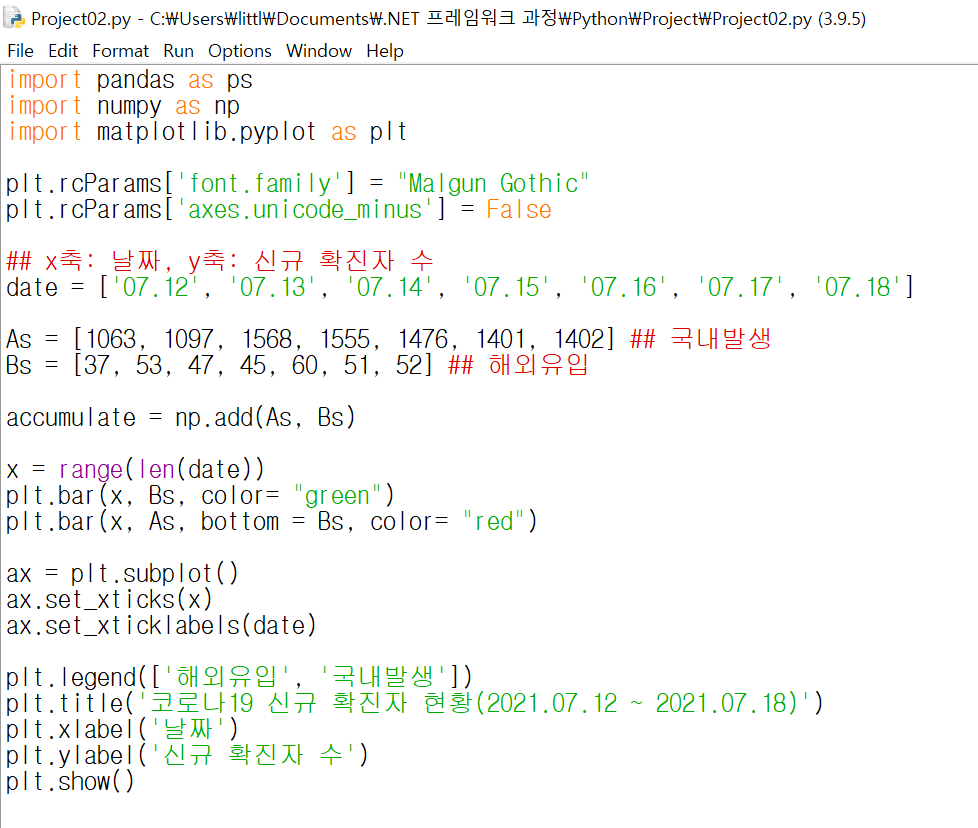 Project02.py - C:₩Users₩littl₩Documents₩.NET 프레임워크 과정₩Python₩Project₩Project02.py (3.9.5)
File Edit Format Run Options Window Help
import pandas as ps
import numpy as np
import matplotlib.pyplot as plt
plt.rcParams['font.family'] = "Malgun Gothic"
plt.rcParams['axes.unicode_minus'] = False
## x축: 날짜, y축: 신규 확진자 수
date = ['07.12', '07.13', '07.14', '07.15', '07.16', '07.17', '07.18']
As = [1063, 1097, 1568, 1555, 1476, 1401, 1402] ## 국내발생
Bs = [37, 53, 47, 45, 60, 51, 52] ## 해외유입
accumulate = np.add(As, Bs)
x = range(len(date))
plt.bar(x, Bs, color= "green")
plt.bar(x, As, bottom = Bs, color= "red")
ax = plt.subplot()
ax.set_xticks(x)
ax.set_xticklabels(date)
plt.legend(['해외유입', '국내발생'])
plt.title('코로나19 신규 확진자 현황(2021.07.12 ~ 2021.07.18)')
plt.xlabel('날짜')
plt.ylabel('신규 확진자 수')
plt.show()